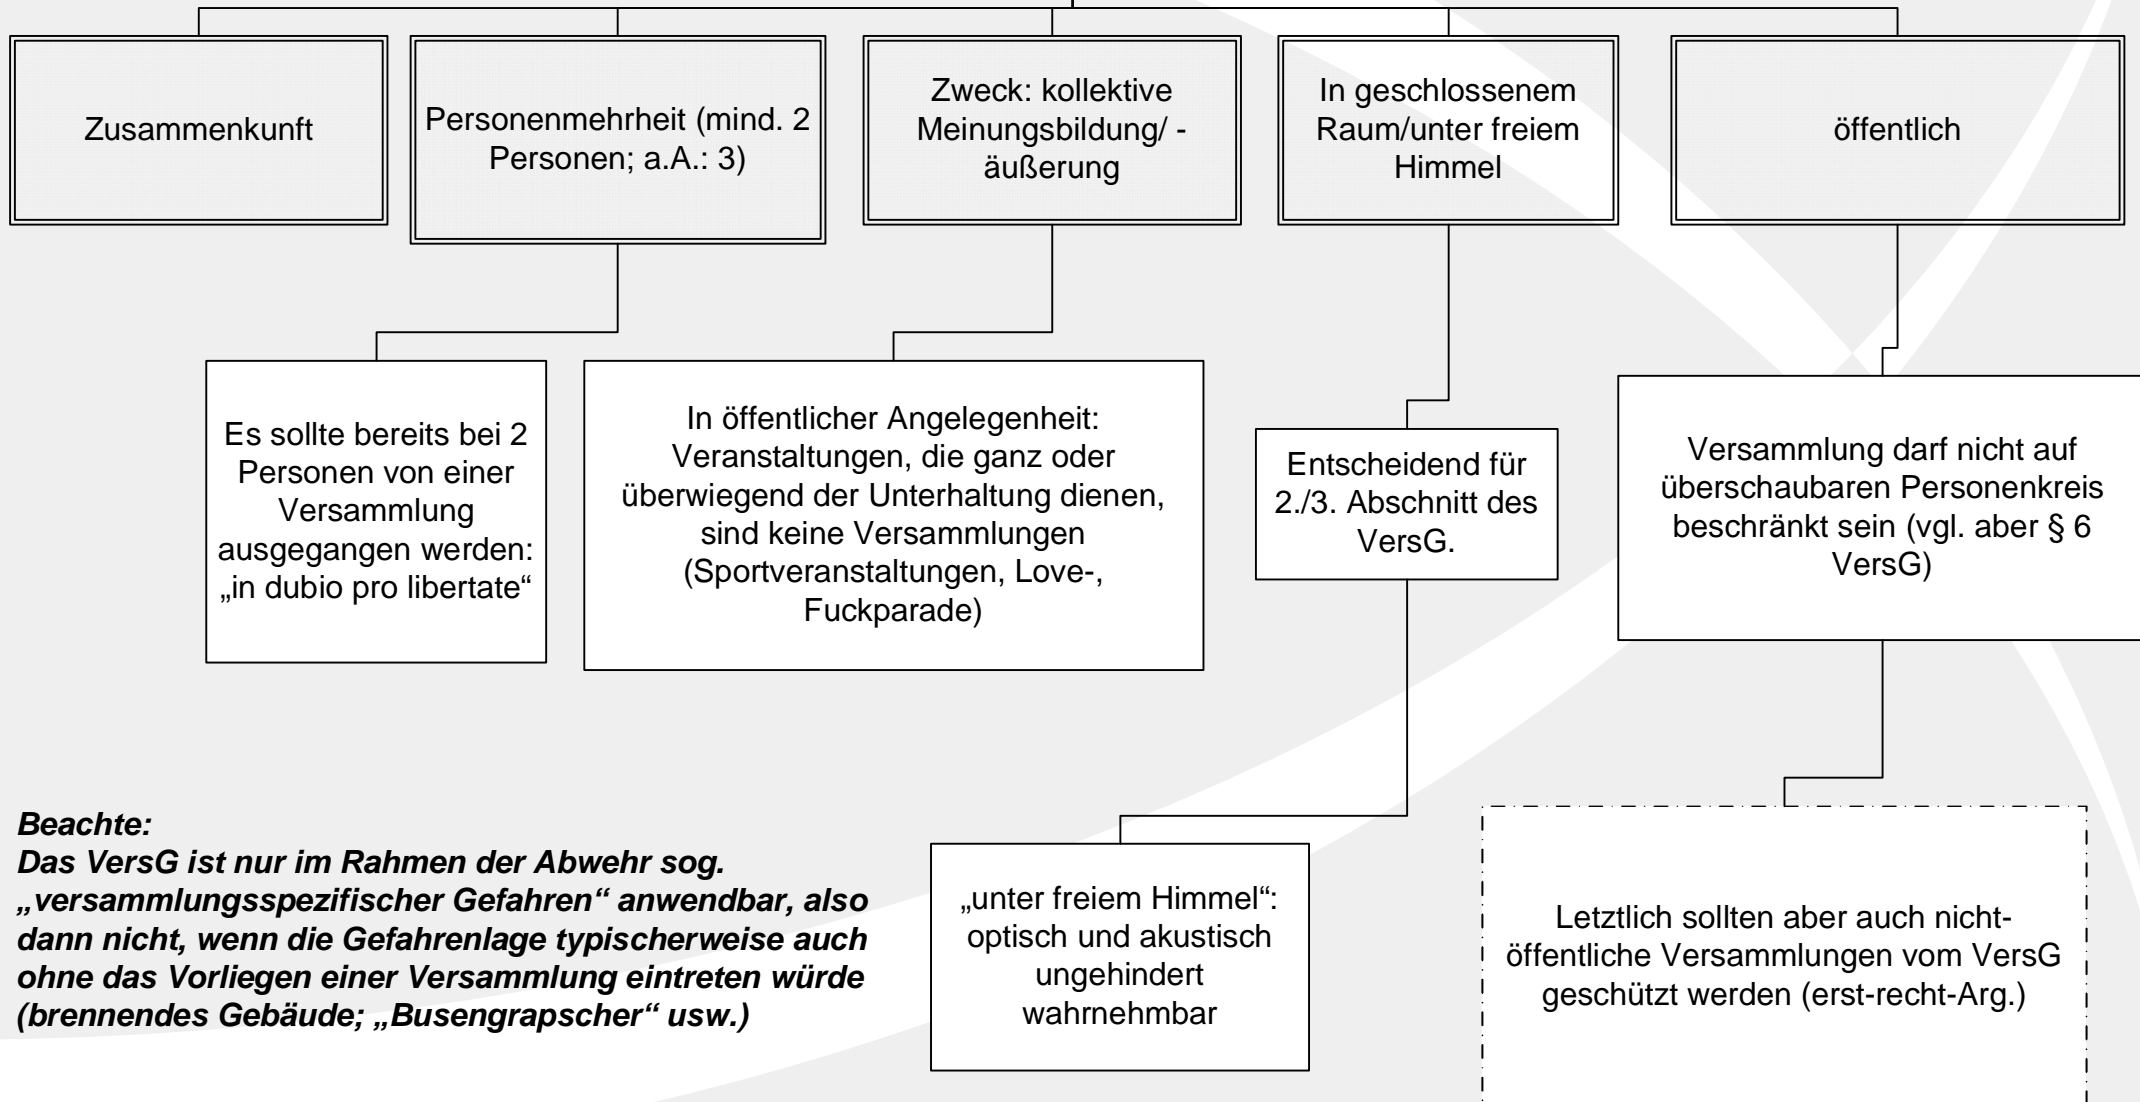 Zusammenkunft
Personenmehrheit (mind. 2
Personen; a.A.: 3)
Zweck: kollektive
Meinungsbildung/ -
äußerung
In geschlossenem
Raum/unter freiem
Himmel
öffentlich
Es sollte bereits bei 2
Personen von einer
Versammlung
ausgegangen werden:
„in dubio pro libertate“
In öffentlicher Angelegenheit:
Veranstaltungen, die ganz oder
überwiegend der Unterhaltung dienen,
sind keine Versammlungen
(Sportveranstaltungen, Love-,
Fuckparade)
Entscheidend für
2./3. Abschnitt des
VersG.
Versammlung darf nicht auf
überschaubaren Personenkreis
beschränkt sein (vgl. aber § 6
VersG)
Beachte:
Das VersG ist nur im Rahmen der Abwehr sog.
„versammlungsspezifischer Gefahren“ anwendbar, also
dann nicht, wenn die Gefahrenlage typischerweise auch
ohne das Vorliegen einer Versammlung eintreten würde
(brennendes Gebäude; „Busengrapscher“ usw.)
„unter freiem Himmel“:
optisch und akustisch
ungehindert
wahrnehmbar
Letztlich sollten aber auch nicht-
öffentliche Versammlungen vom VersG
geschützt werden (erst-recht-Arg.)